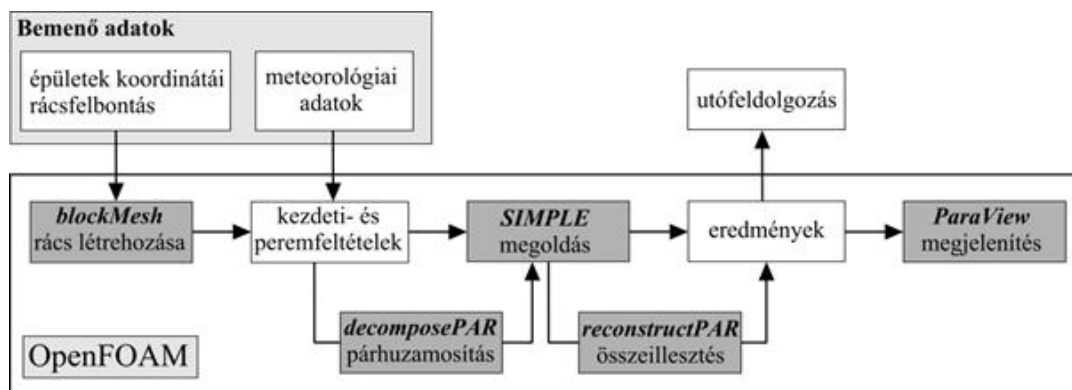 Bemenő adatok
épületek koordinátái
rácsfelbontás
meteorológiai
adatok
utófeldolgozás
blockMesh
rács létrehozása
kezdeti- és
peremfeltételek
SIMPLE
megoldás
eredmények
ParaView
megjelenítés
decomposePAR
párhuzamosítás
reconstructPAR
összeillesztés
OpenFOAM